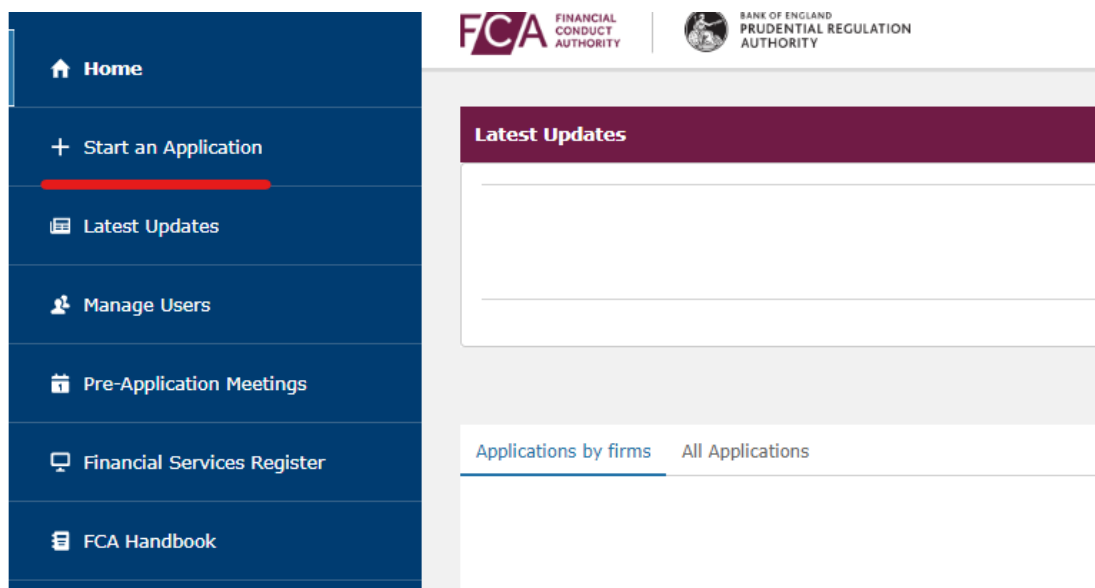 Home
Start an Application
Latest Updates
Manage Users
Pre-Application Meetings
Financial Services Register
FCA Handbook
FCA FINANCIAL
CONDUCT
AUTHORITY
BANK OF ENGLAND
PRUDENTIAL REGULATION
AUTHORITY
Latest Updates
Applications by firms All Applications